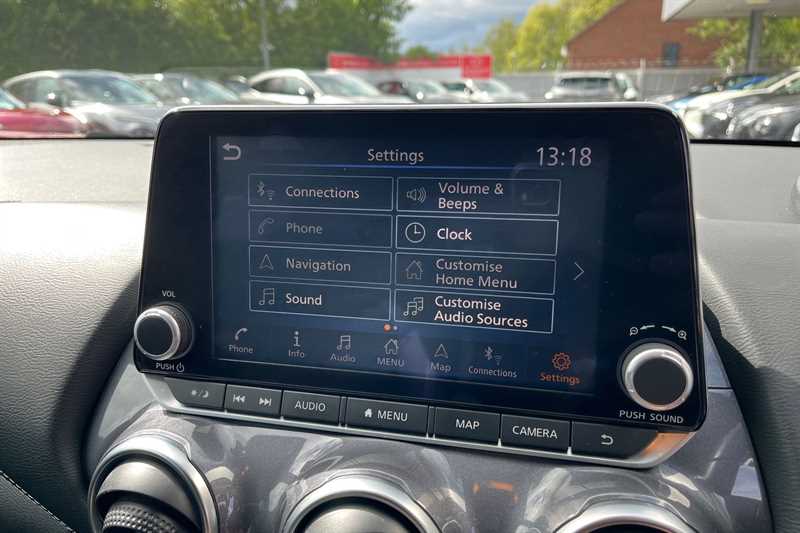 Settings
13:18
Connections
Volume &
Beeps
Phone
Clock
Navigation
Customise
Home Menu
Sound
Customise
Audio Sources
Phone
Info
Audio
MENU
Map
Connections
Settings
VOL
PUSH
PUSH SOUND
AUDIO
MENU
MAP
CAMERA